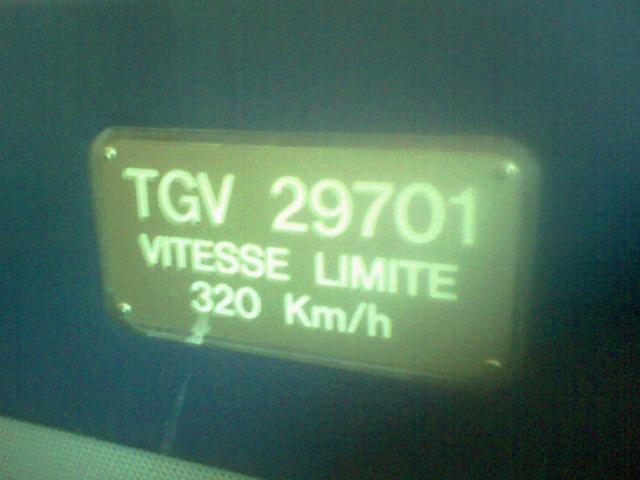 TGV 29701
VITESSE LIMITE
320 Km/h